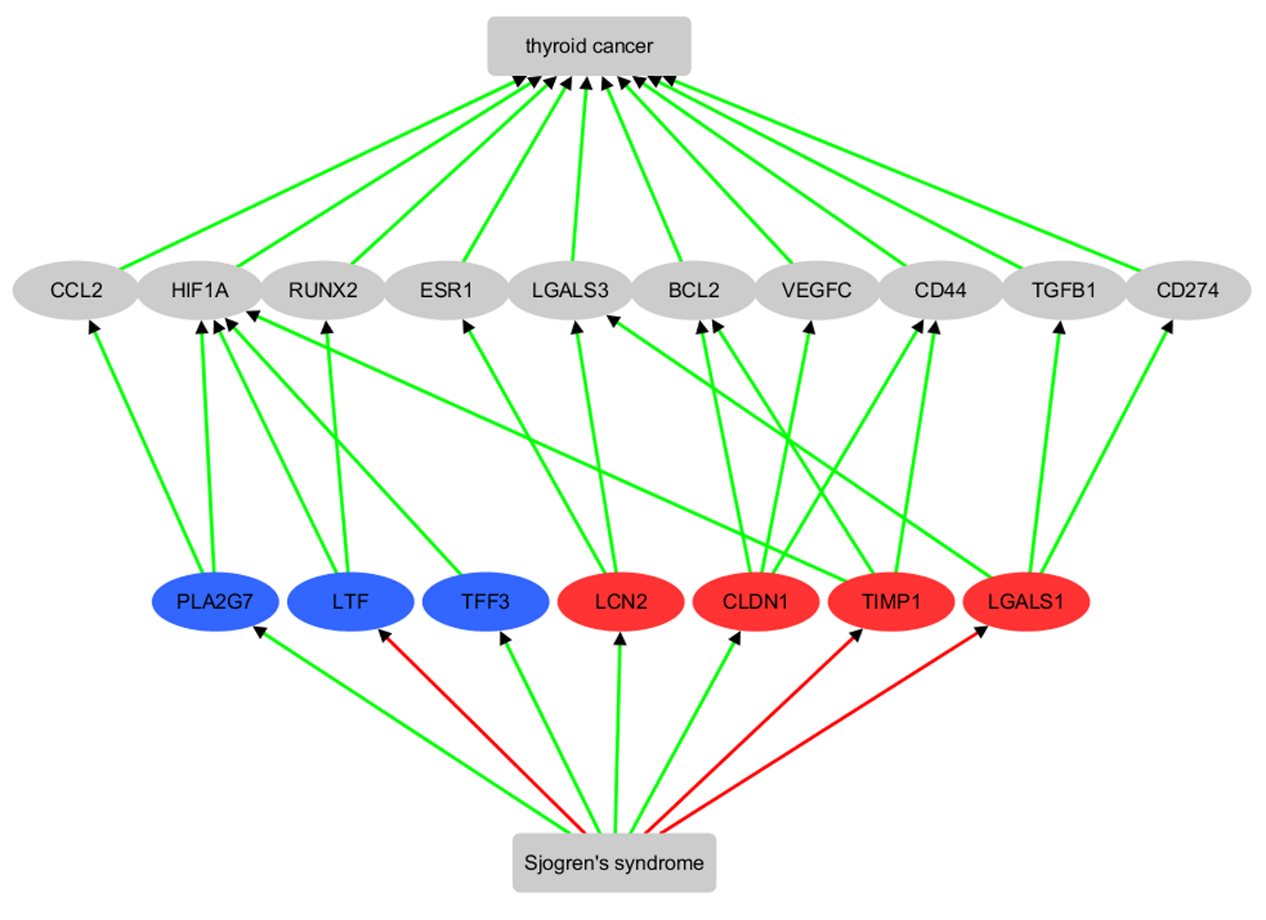 thyroid cancer
CCL2 HIF1A RUNX2 ESR1 LGALS3 BCL2 VEGFC CD44 TGFB1 CD274
PLA2G7 LTF TFF3 LCN2 CLDN1 TIMP1 LGALS1
Sjogren's syndrome